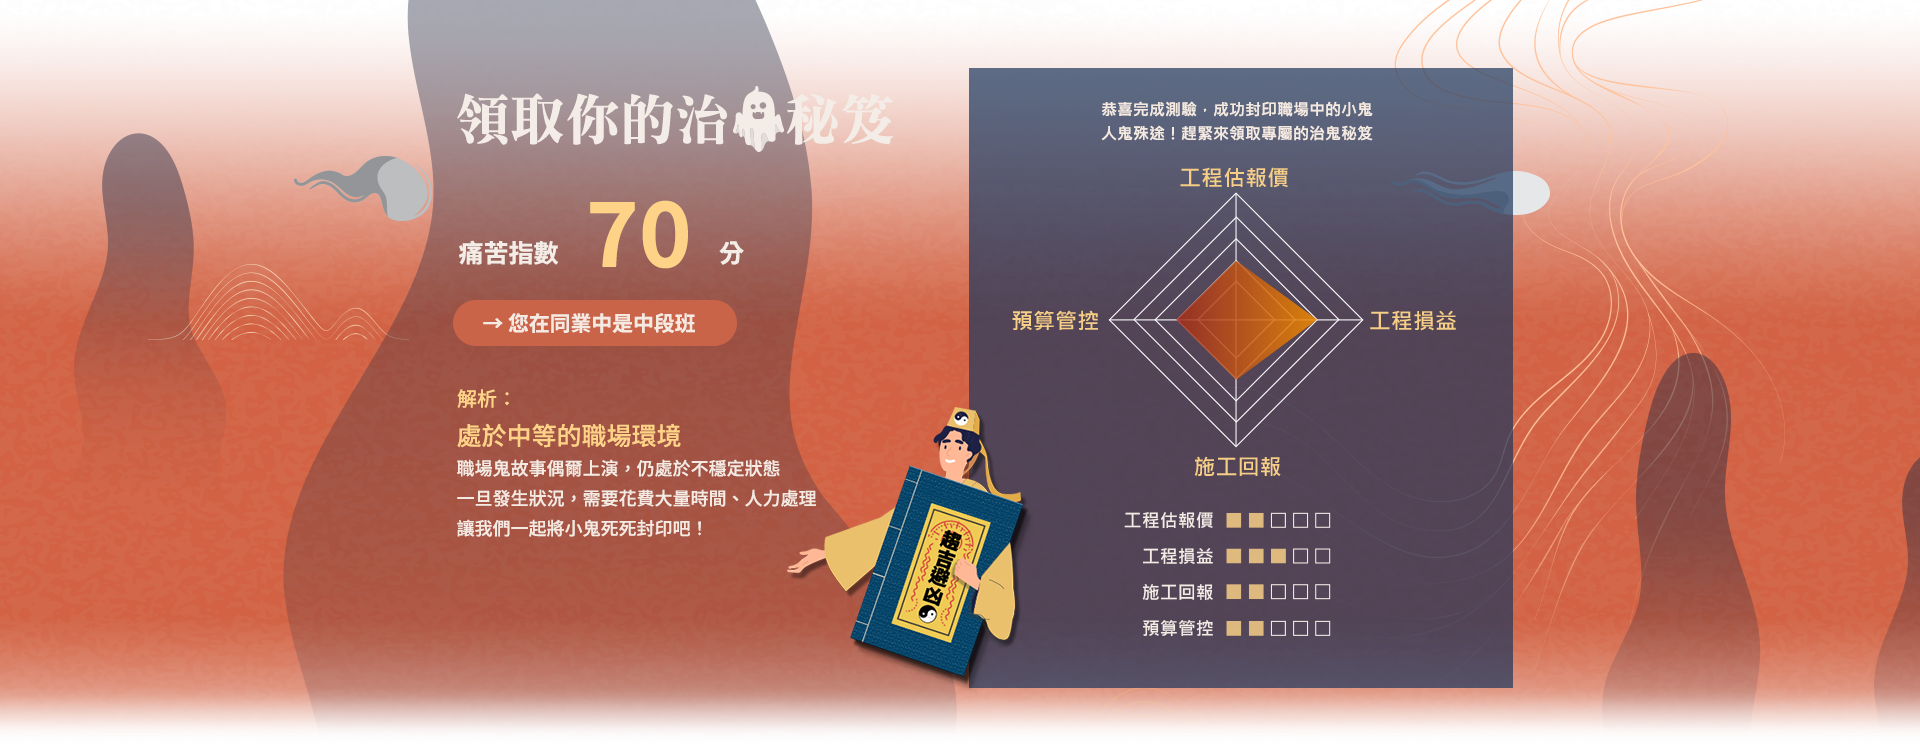 領取你的治秘笈
痛苦指數 70 分
→ 您在同業中是中段班
解析：
處於中等的職場環境
職場鬼故事偶爾上演，仍處於不穩定狀態
一旦發生狀況，需要花費大量時間、人力處理
讓我們一起將小鬼死死封印吧！
趨吉避凶
恭喜完成測驗．成功封印職場中的小鬼
人鬼殊途！趕緊來領取專屬的治鬼秘笈
工程估報價
預算管控
工程損益
施工回報
工程估報價
工程損益
施工回報
預算管控